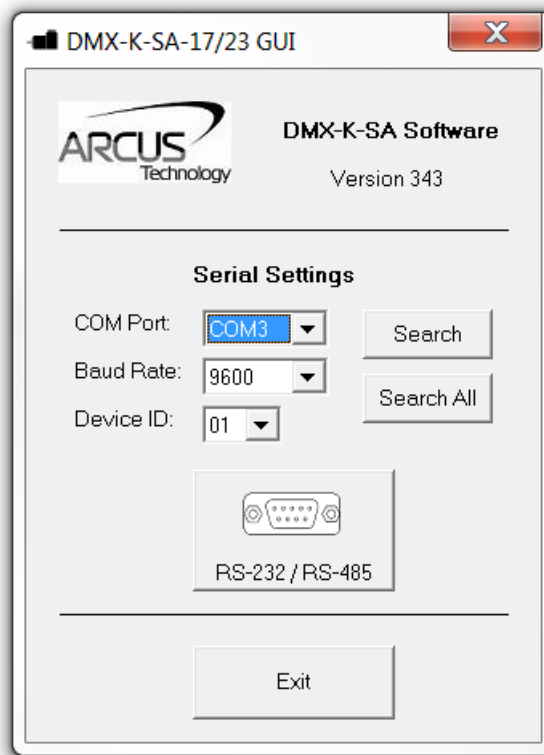 DMX-K-SA-17/23 GUI
ARCUS
Technology
DMX-K-SA Software
Version 343
Serial Settings
COM Port: COM3 Search
Baud Rate: 9600
Search All
Device ID: 01
RS-232 / RS-485
Exit